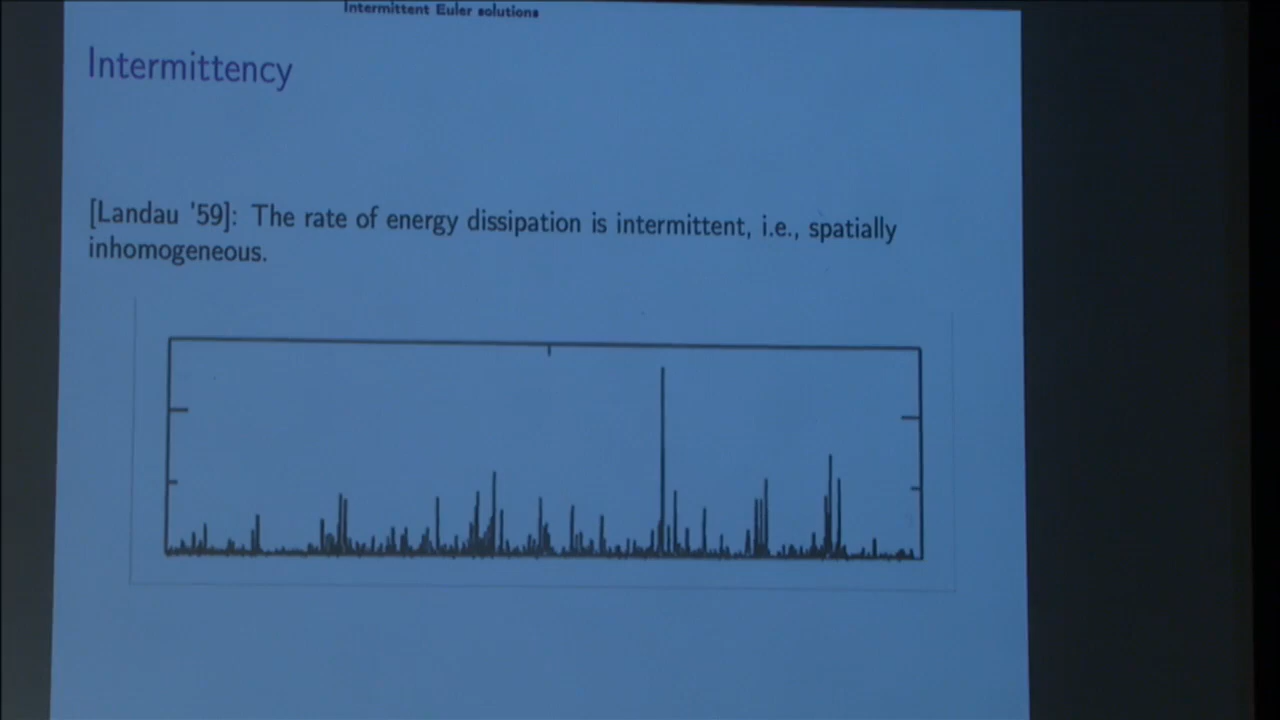 Intermittent Euler solutions
Intermittency
[Landau '59]: The rate of energy dissipation is intermittent, i.e., spatially
inhomogeneous.